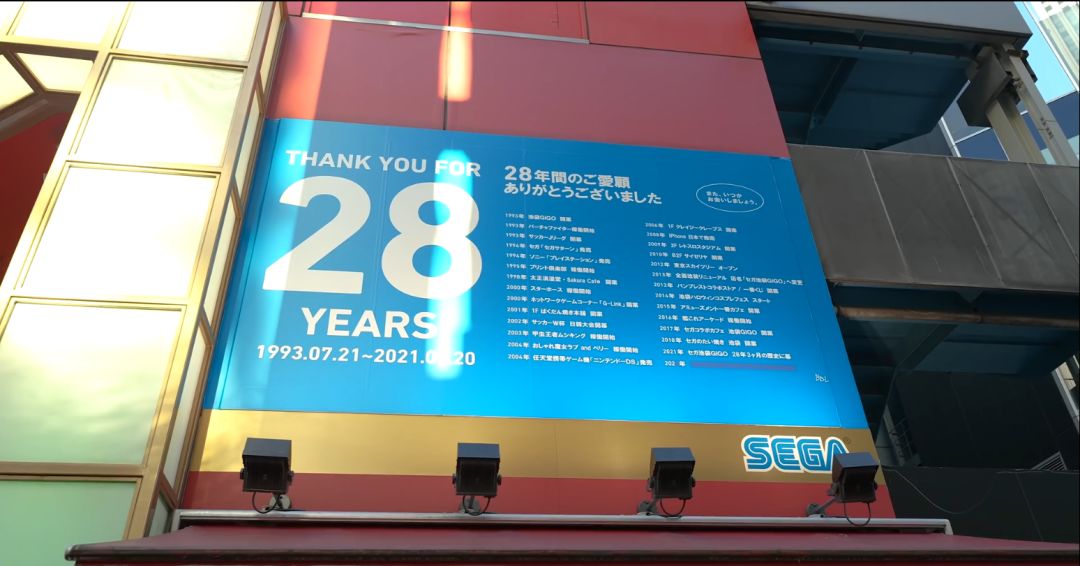 THANK YOU FOR
28
YEARS!
1993.07.21~2021.0 .20
28年間のご愛顧
ありがとうございました
また、いつか
お会いしましょう。
1993年 池袋GIGO 開業
1993年 バーチャファイター稼働開始
1993年 サッカーJリーグ 開幕
1994年 セガ「セガサターン」発売
1994年 ソニー「プレイステーション」発売
1995年 プリント倶楽部 稼働開始
1998年 大正浪漫堂・Sakura Cafe 開業
2000年 スターホース 稼働開始
2000年 ネットワークゲームコーナー「G-Link」開業
2001年 1F ばくだん焼き本舗 開業
2002年 サッカーW杯 日韓大会開幕
2003年 甲虫王者ムシキング 稼働開始
2004年 おしゃれ魔女ラブ and ベリー 稼働開始
2004年 任天堂携帯ゲーム機「ニンテンドーDS」発売
2006年 1F クレイジークレープス 開業
2008年 iPhone 日本で発売
2009年 2F レトスロスタジアム 開業
2010年 B2F サイゼリヤ 開業
2012年 東京スカイツリー オープン
2013年 全面池袋リニューアル 店名「セガ池袋GIGO」へ変更
2013年 バンプレストコラボストア / 一番くじ 開業
2014年 池袋ハロウィンコスプレフェス スタート
2015年 アミューズメント一番カフェ 開業
2016年 艦これアーケード 稼働開始
2017年 セガコラボカフェ 池袋GIGO 開業
2018年 セガのたい焼き 池袋 開業
2021年 セガ池袋GIGO 28年2ヶ月の歴史に幕
202 年
SEGA